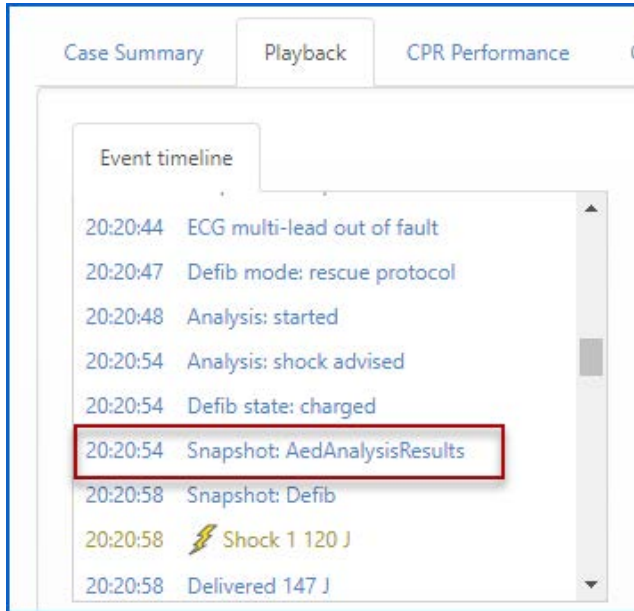 Case Summary
Playback
CPR Performance
Event timeline
20:20:44 ECG multi-lead out of fault
20:20:47 Defib mode: rescue protocol
20:20:48 Analysis: started
20:20:54 Analysis: shock advised
20:20:54 Defib state: charged
20:20:54 Snapshot: AedAnalysisResults
20:20:58 Snapshot: Defib
20:20:58 Shock 1 120 J
20:20:58 Delivered 147 J